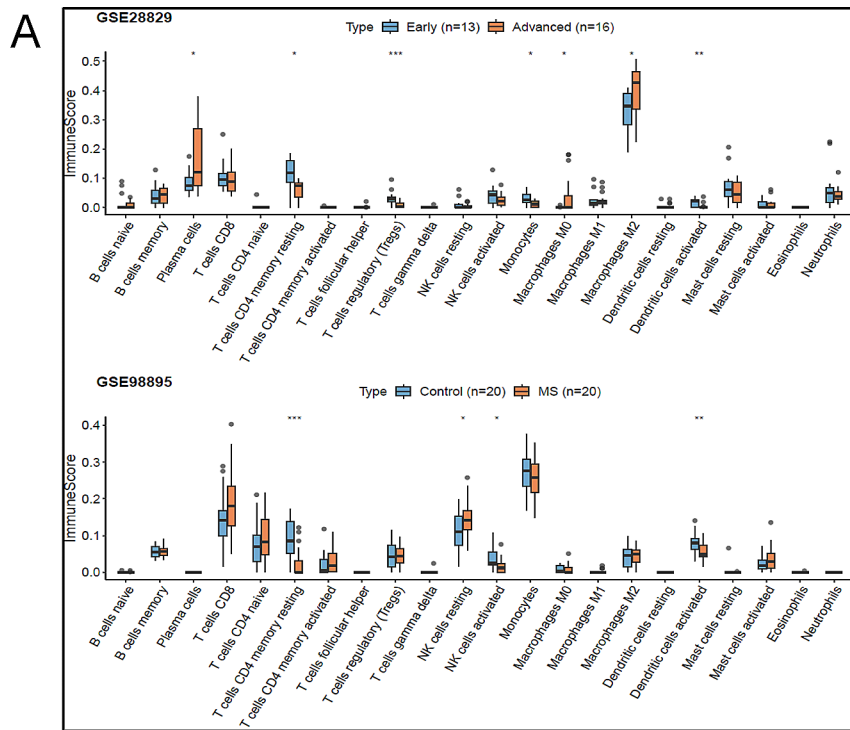 A
GSE28829
Type Early (n=13) Advanced (n=16)
* * *** * * * **
ImmuneScore
0.5
0.4
0.3
0.2
0.1
0.0
B cells naive
B cells memory
Plasma cells
T cells CD8
T cells CD4 naive
T cells CD4 memory resting
T cells CD4 memory activated
T cells follicular helper
T cells regulatory (Tregs)
T cells gamma delta
NK cells resting
NK cells activated
Monocytes
Macrophages M0
Macrophages M1
Macrophages M2
Dendritic cells resting
Dendritic cells activated
Mast cells resting
Mast cells activated
Eosinophils
Neutrophils
GSE98895
Type Control (n=20) MS (n=20)
*** * * **
ImmuneScore
0.4
0.3
0.2
0.1
0.0
B cells naive
B cells memory
Plasma cells
T cells CD8
T cells CD4 naive
T cells CD4 memory resting
T cells CD4 memory activated
T cells follicular helper
T cells regulatory (Tregs)
T cells gamma delta
NK cells resting
NK cells activated
Monocytes
Macrophages M0
Macrophages M1
Macrophages M2
Dendritic cells resting
Dendritic cells activated
Mast cells resting
Mast cells activated
Eosinophils
Neutrophils